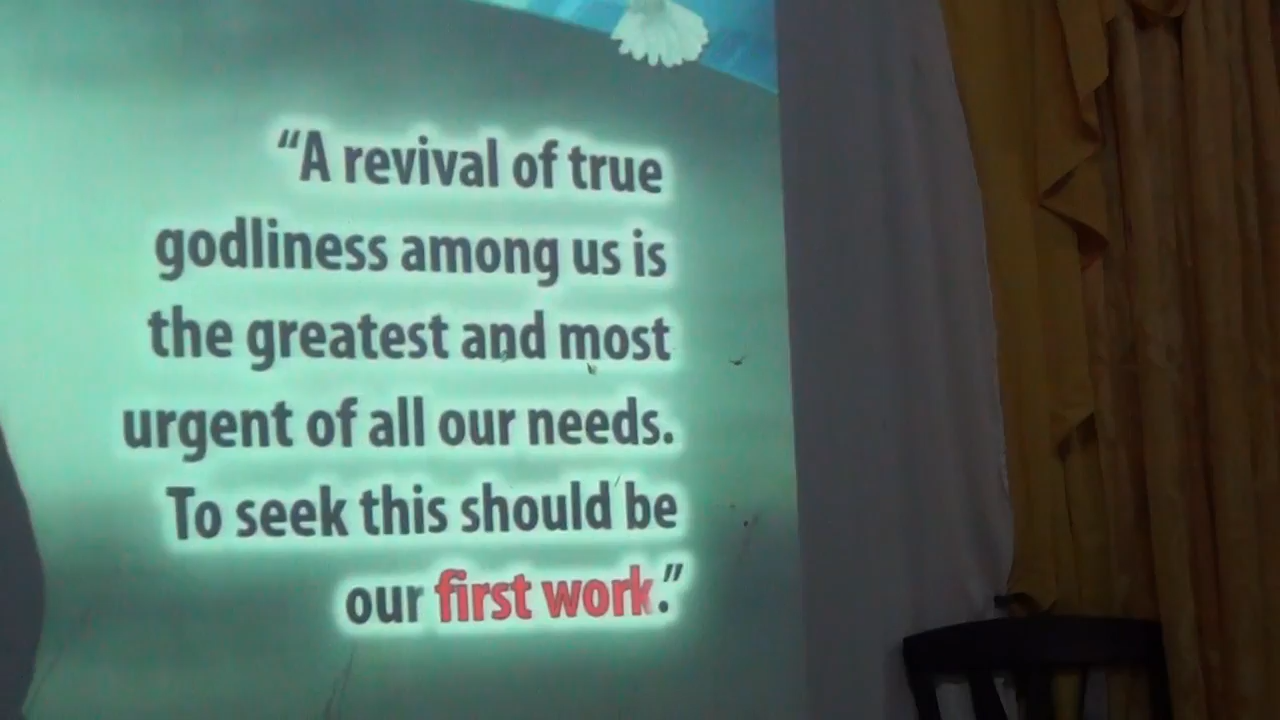 “A revival of true
godliness among us is
the greatest and most
urgent of all our needs.
To seek this should be
our first work.”